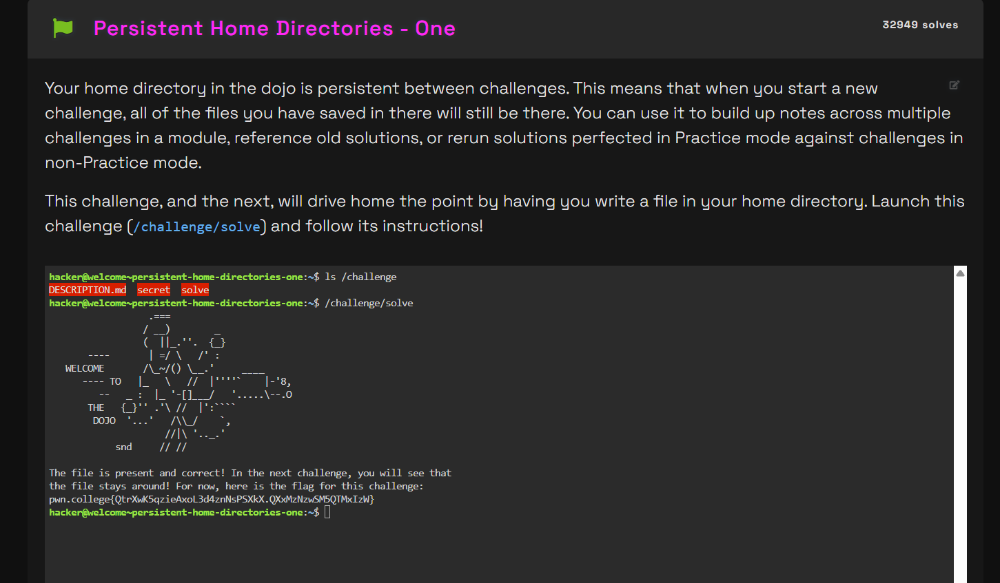 Persistent Home Directories - One
32949 solves
Your home directory in the dojo is persistent between challenges. This means that when you start a new
challenge, all of the files you have saved in there will still be there. You can use it to build up notes across multiple
challenges in a module, reference old solutions, or rerun solutions perfected in Practice mode against challenges in
non-Practice mode.
This challenge, and the next, will drive home the point by having you write a file in your home directory. Launch this
challenge (/challenge/solve) and follow its instructions!
hacker@welcome~persistent-home-directories-one:~$ ls /challenge
DESCRIPTION.md  secret  solve
hacker@welcome~persistent-home-directories-one:~$ /challenge/solve
                  .===
                 / __)        _
                 (  ||_.''.  {_}
       ----       | =/ \   /' :
   WELCOME       /\_~/() \__.'     ____
      ---- TO   |_   \   //  |''''`    |-'8,
         --   _ :  |_ '-[]___/   '.....\--.O
       THE   {_}'' .'\ //  |':````
        DOJO  '...'   /\\_/    `,
                     //|\ '.._.'
            snd     // //
The file is present and correct! In the next challenge, you will see that
the file stays around! For now, here is the flag for this challenge:
pwn.college{QtrXwK5qzieAxoL3d4znNsPSXkX.QXxMzNzwSM5QTMxIzW}
hacker@welcome~persistent-home-directories-one:~$